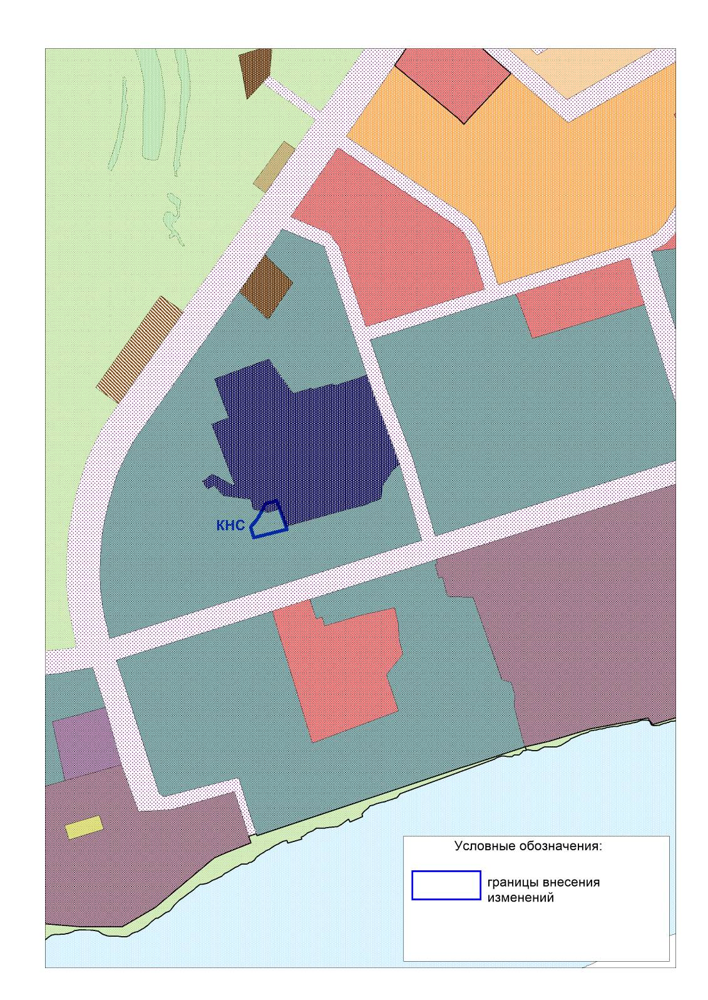 КНС
Условные обозначения:
границы внесения
изменений